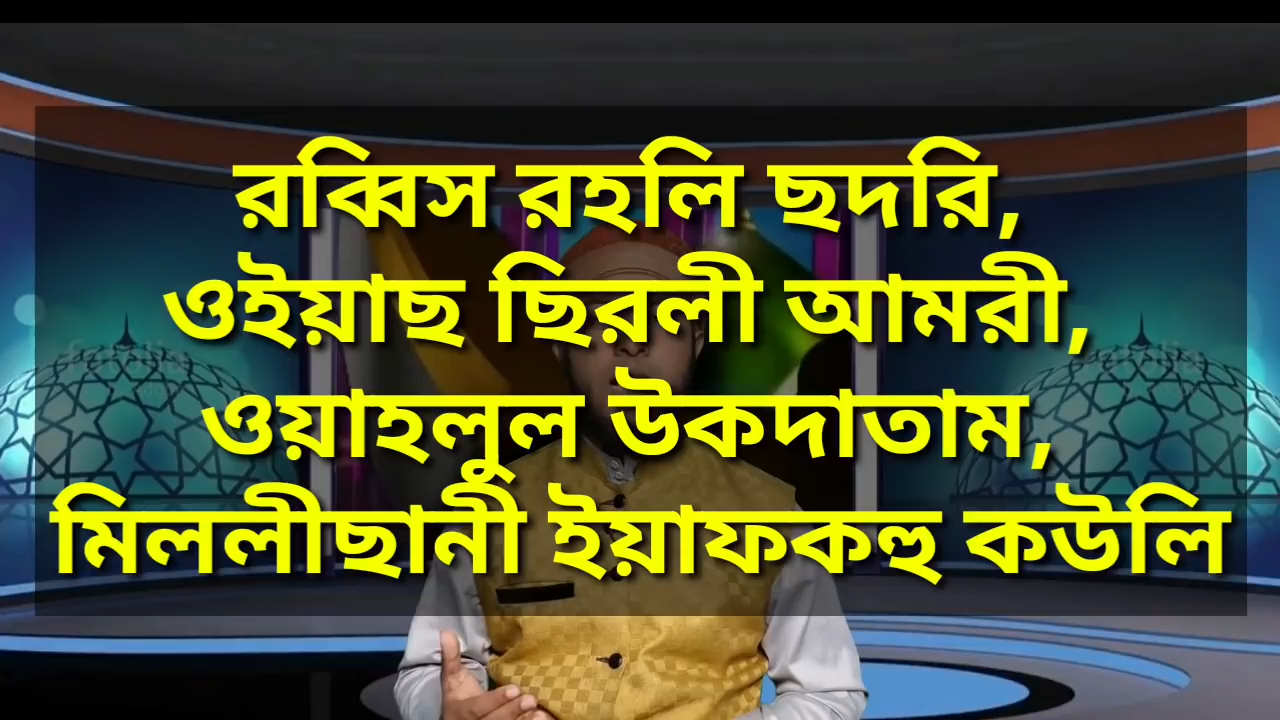 রব্বিস রহলি ছদরি,
ওইয়াছ ছিরলী আমরী,
ওয়াহলুল উকদাতাম,
মিললীছানী ইয়াফকহু কউলি